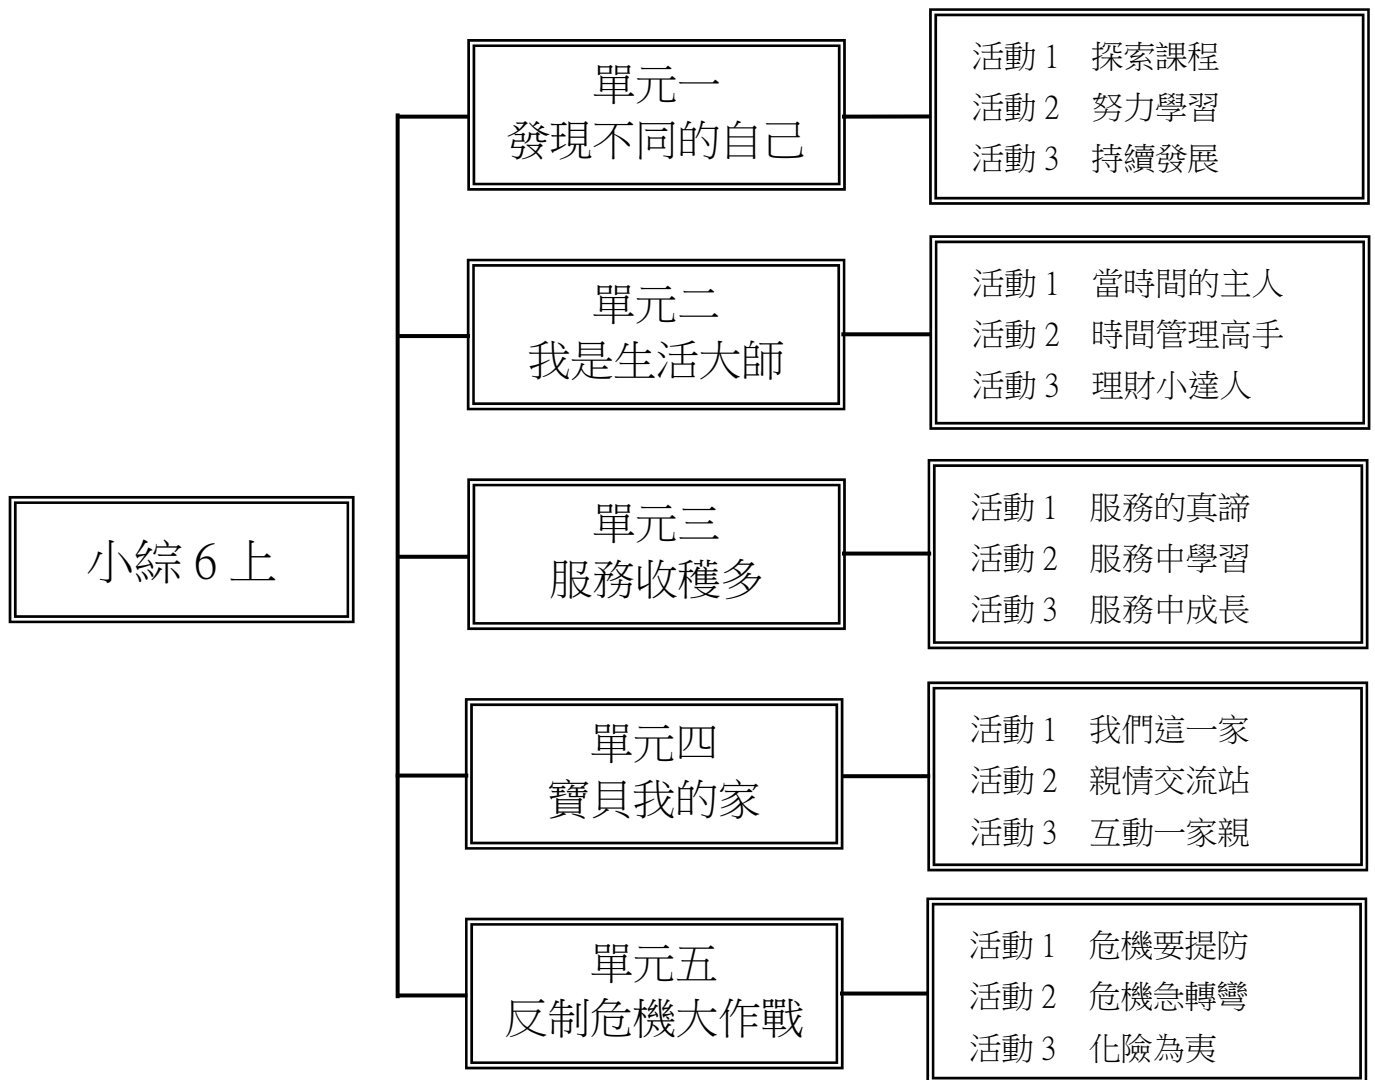 小綜 6 上
單元一
發現不同的自己
活動 1 探索課程
活動 2 努力學習
活動 3 持續發展
單元二
我是生活大師
活動 1 當時間的主人
活動 2 時間管理高手
活動 3 理財小達人
單元三
服務收穫多
活動 1 服務的真諦
活動 2 服務中學習
活動 3 服務中成長
單元四
寶貝我的家
活動 1 我們這一家
活動 2 親情交流站
活動 3 互動一家親
單元五
反制危機大作戰
活動 1 危機要提防
活動 2 危機急轉彎
活動 3 化險為夷